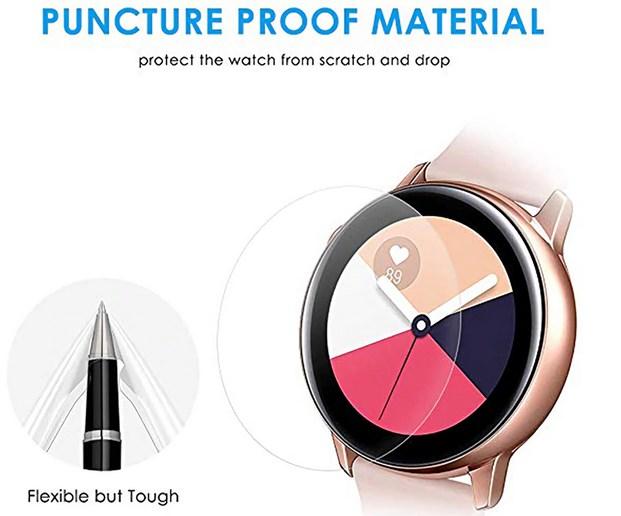 PUNCTURE PROOF MATERIAL
protect the watch from scratch and drop
89
Flexible but Tough